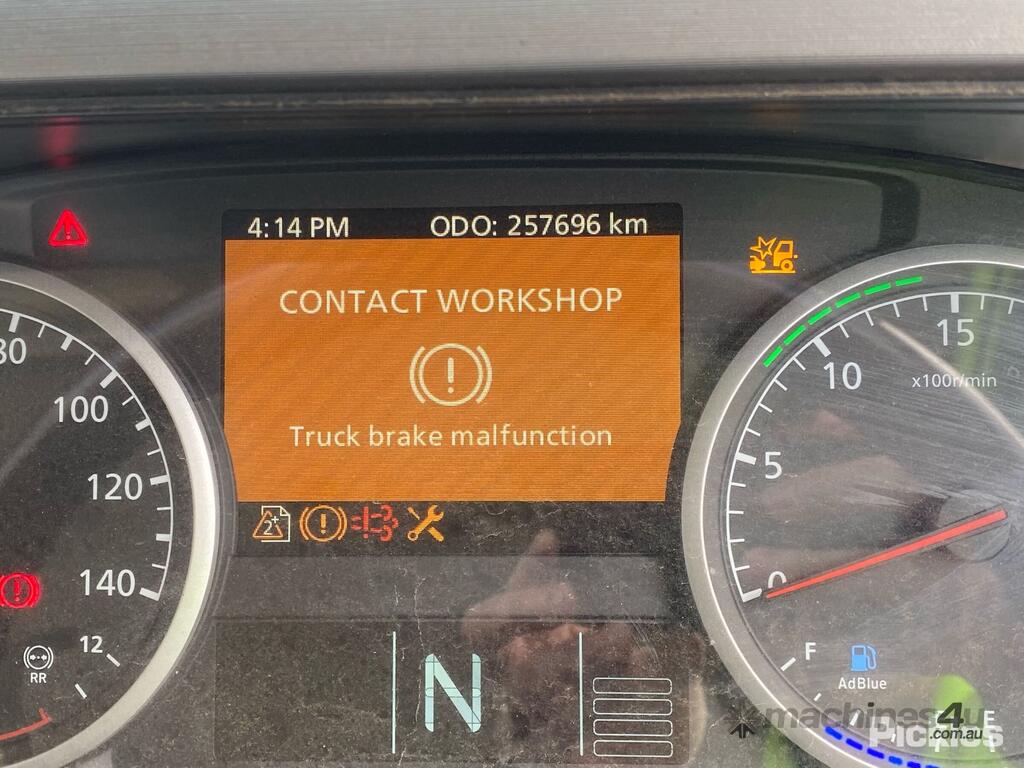 4:14 PM ODO: 257696 km
CONTACT WORKSHOP
Truck brake malfunction
2+
80
100
120
140
12
RR
N
0
5
10
15
x100r/min
F
AdBlue
E
machines4u
.com.au
Pickles